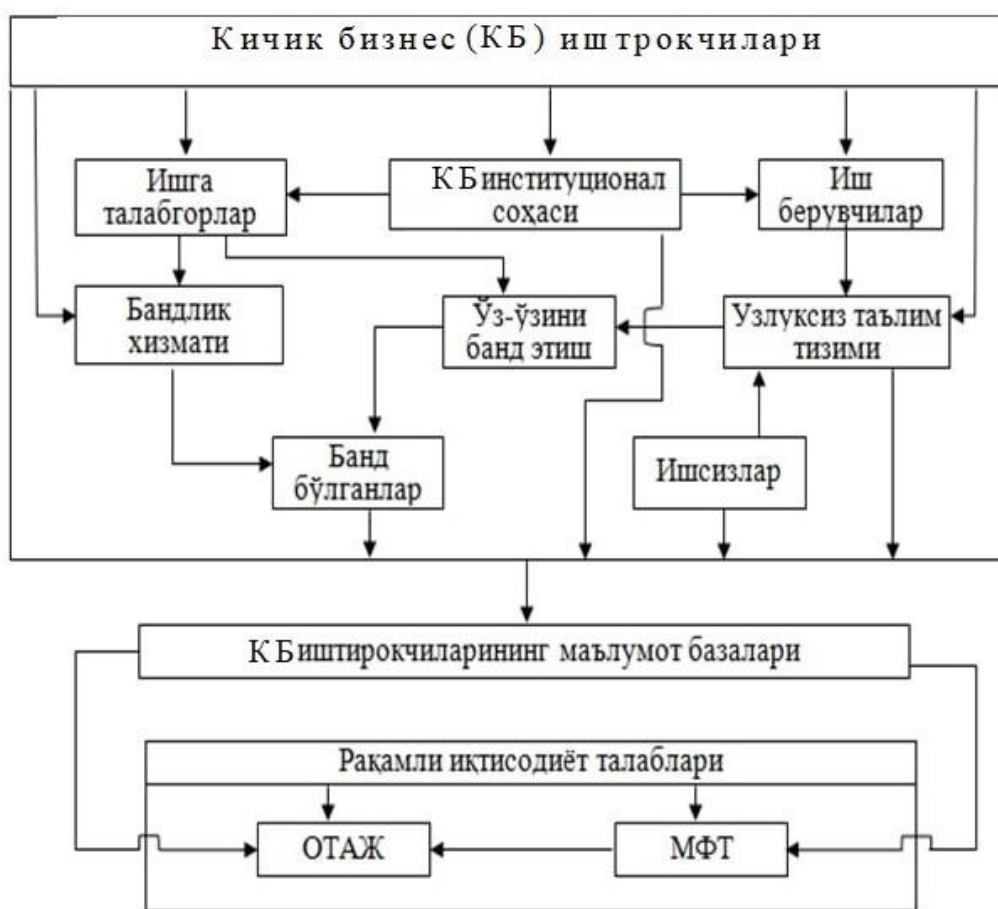 Кичик бизнес (КБ) иштрокчилари
Ишга
талабгорлар
КБ институционал
соҳаси
Иш
берувчилар
Бандлик
хизмати
Ўз-ўзини
банд этиш
Узлуксиз таълим
тизими
Банд
бўлганлар
Ишсизлар
КБ иштирокчиларининг маълумот базалари
Рақамли иқтисодиёт талаблари
ОТАЖ
МФТ